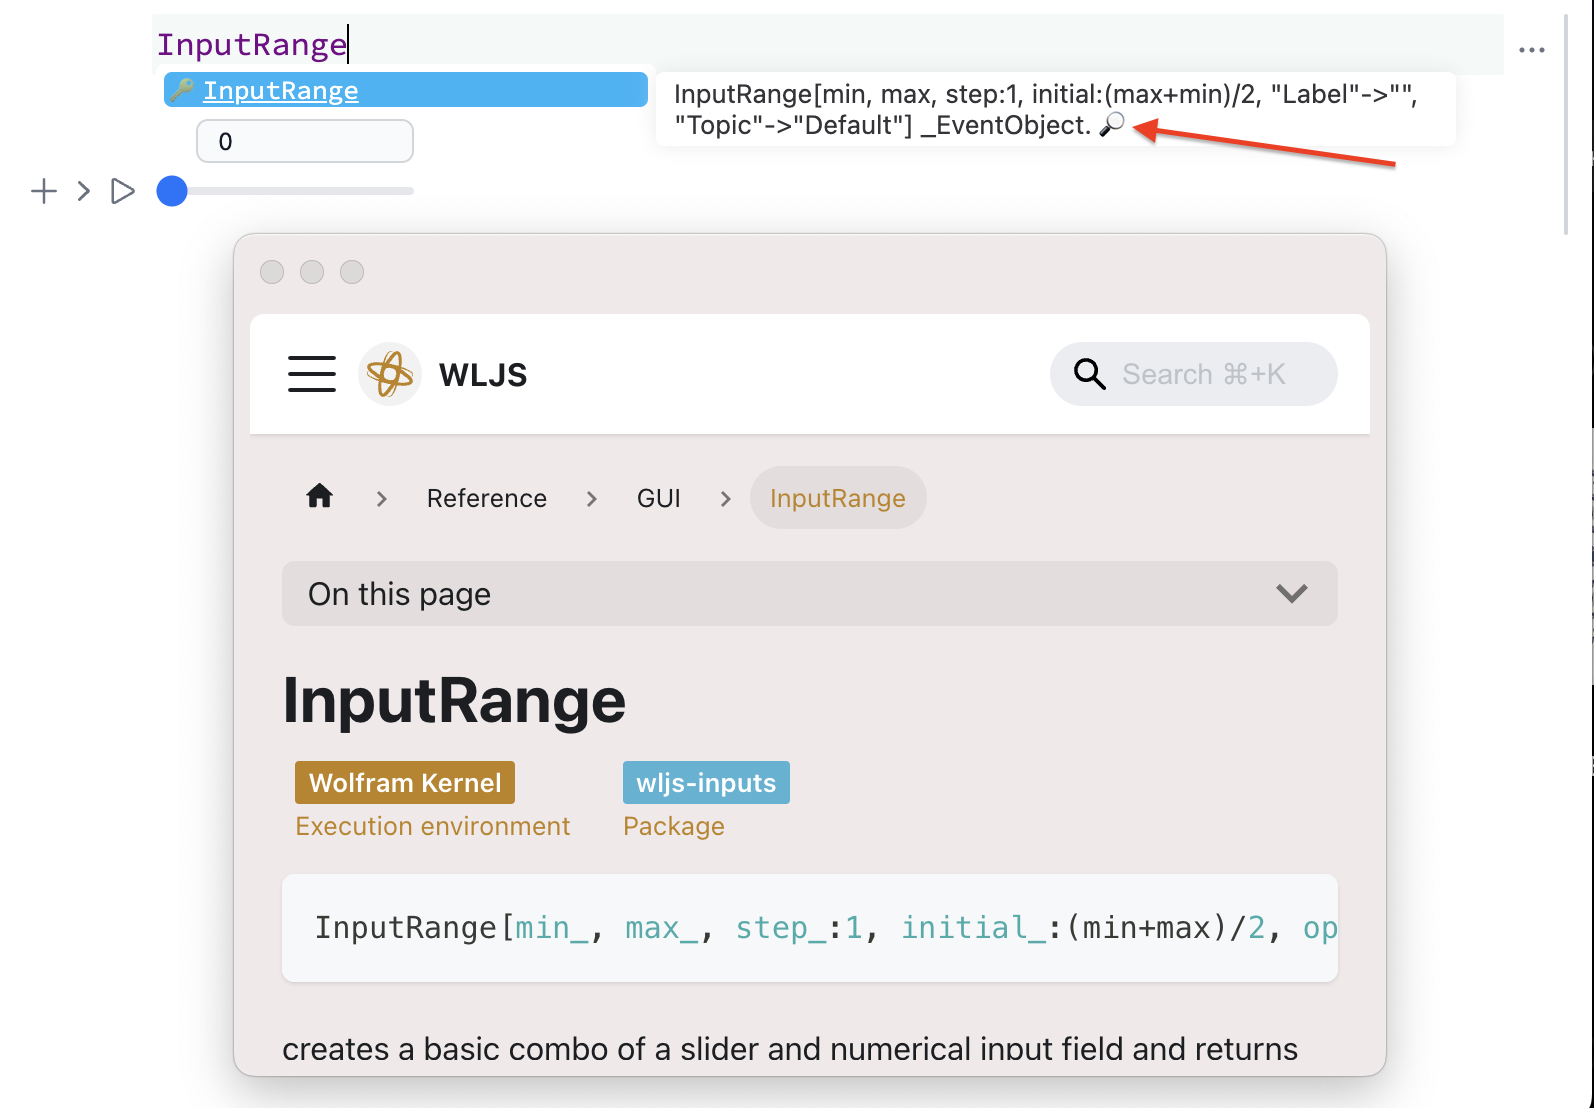 InputRange
InputRange
InputRange[min, max, step:1, initial:(max+min)/2, "Label"->"",
"Topic"->"Default"] _EventObject.
0
WLJS
Search ⌘+K
Reference
GUI
InputRange
On this page
InputRange
Wolfram Kernel
wljs-inputs
Execution environment
Package
InputRange[min_, max_, step_:1, initial_:(min+max)/2, op
creates a basic combo of a slider and numerical input field and returns